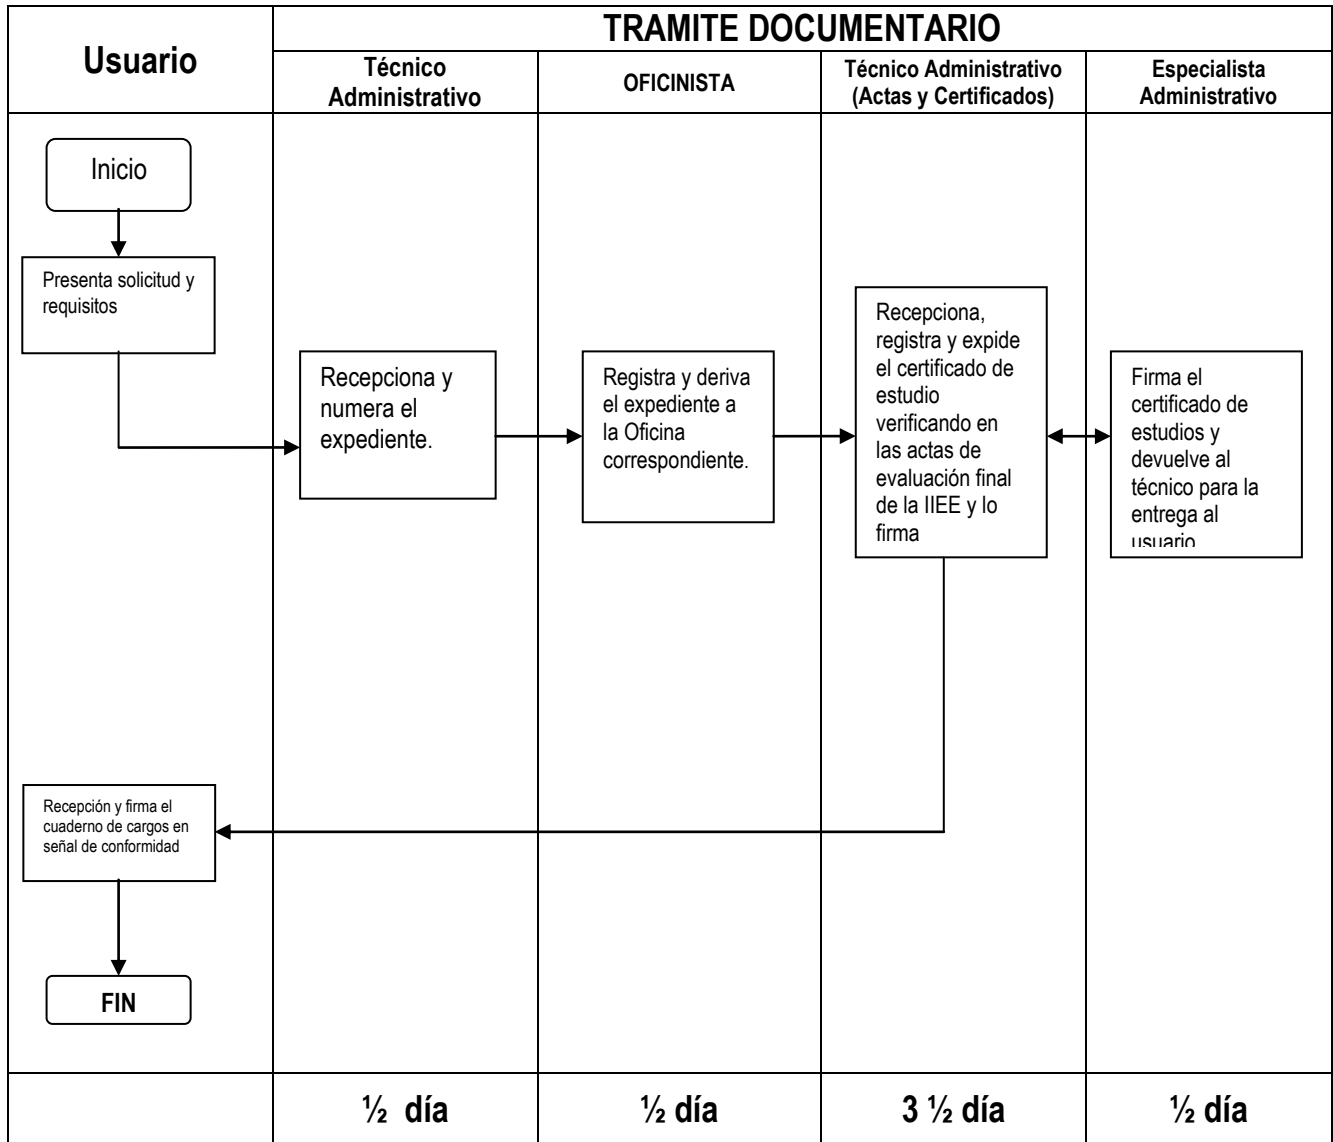 Usuario
TRAMITE DOCUMENTARIO
Técnico
Administrativo
OFICINISTA
Técnico Administrativo
(Actas y Certificados)
Especialista
Administrativo
Inicio
Presenta solicitud y
requisitos
Recepciona y
numera el
expediente.
Registra y deriva
el expediente a
la Oficina
correspondiente.
Recepciona,
registra y expide
el certificado de
estudio
verificando en
las actas de
evaluación final
de la IIEE y lo
firma
Firma el
certificado de
estudios y
devuelve al
técnico para la
entrega al
usuario
Recepción y firma el
cuaderno de cargos en
señal de conformidad
FIN
½ día
½ día
3 ½ día
½ día